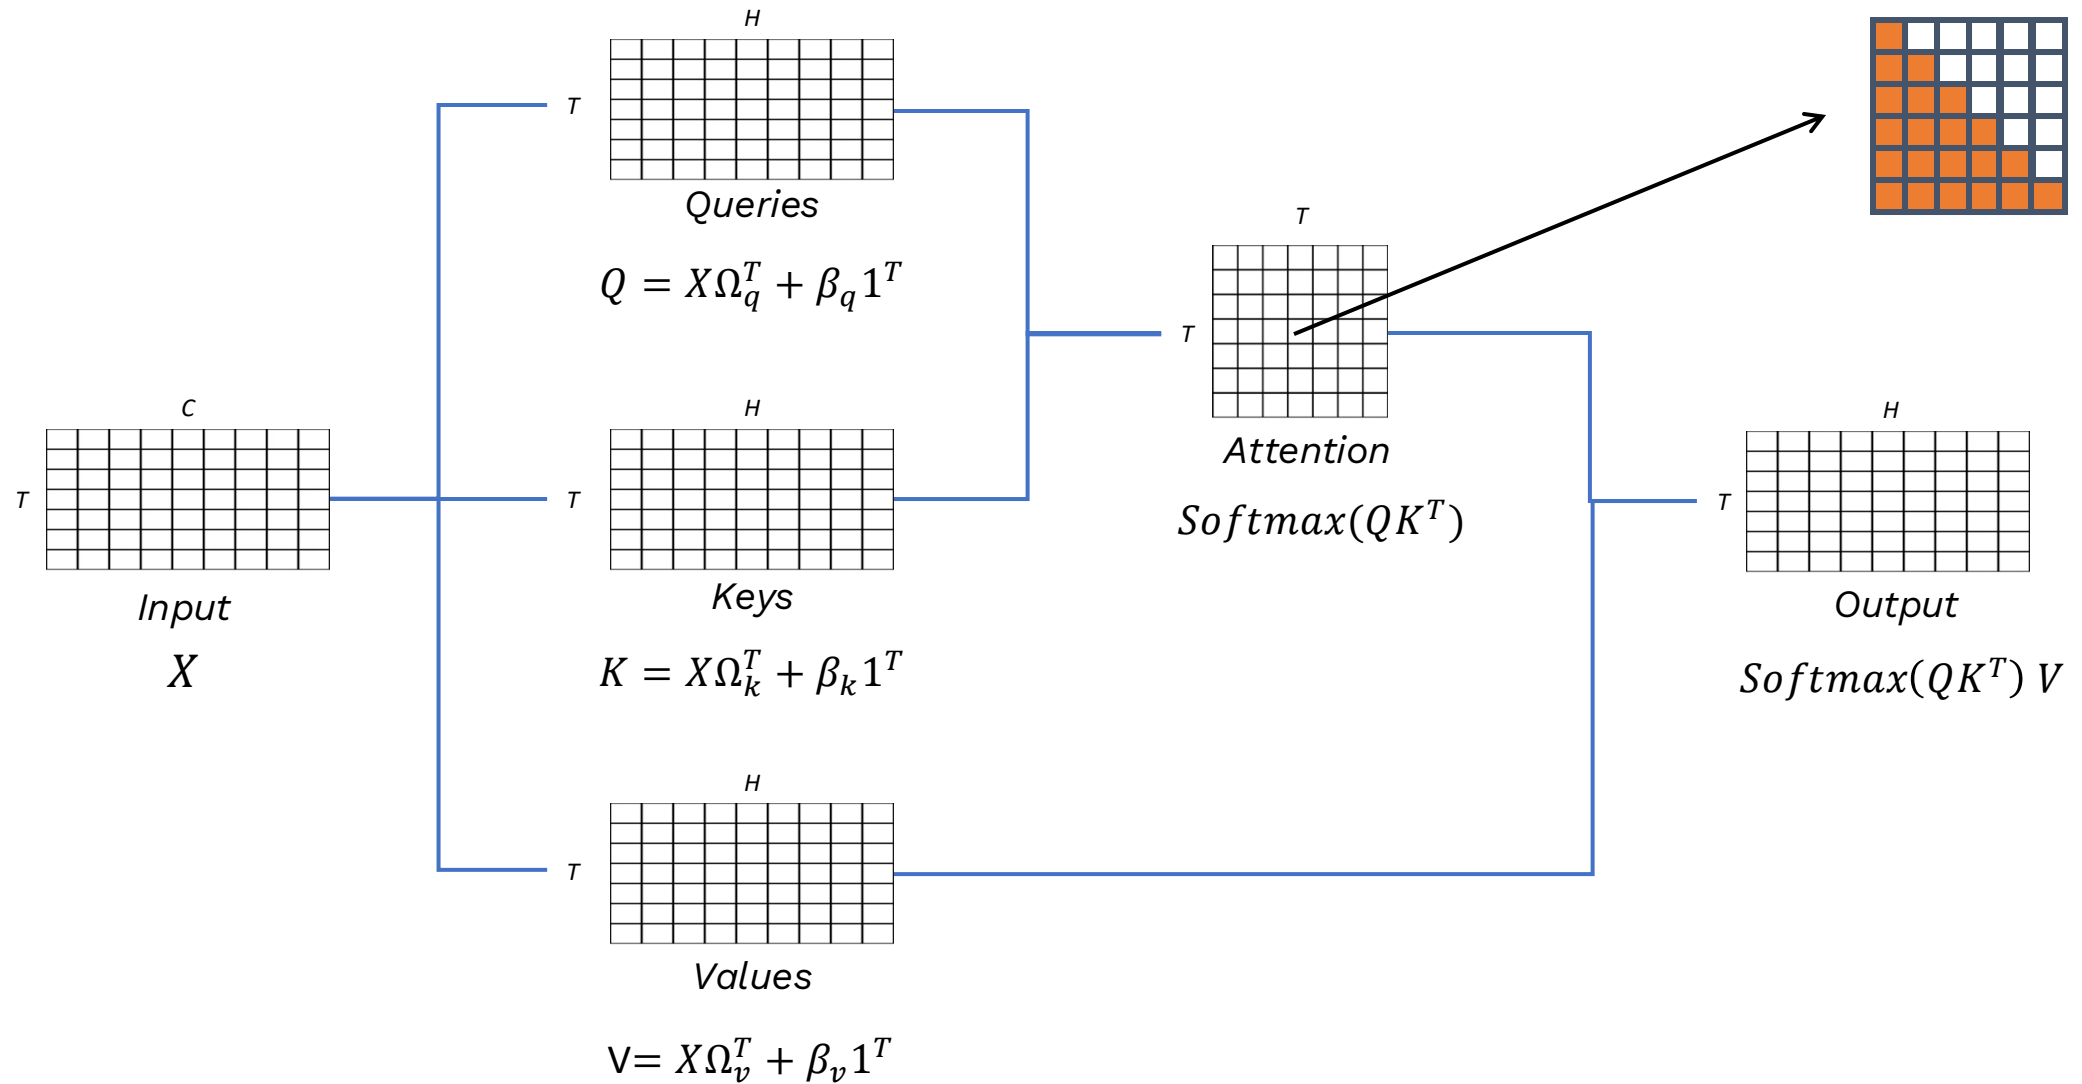 C
T
Input
X
H
T
Queries
Q = XΩ_q^T + β_q 1^T
H
T
Keys
K = XΩ_k^T + β_k 1^T
H
T
Values
V= XΩ_v^T + β_v 1^T
T
T
Attention
Softmax(QK^T)
H
T
Output
Softmax(QK^T) V